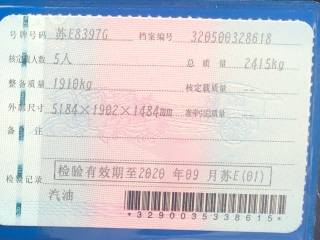 号牌号码 苏E8397G 档案编号 320500328618
核定载人数 5人 总质量 2415kg
整备质量 1910kg 核定载质量 --
外廓尺寸 5184×1902×1484mm 准牵引总质量 --
备注 --
检验记录 检验有效期至2020年09月苏E(01)
汽油
*3290035338615*